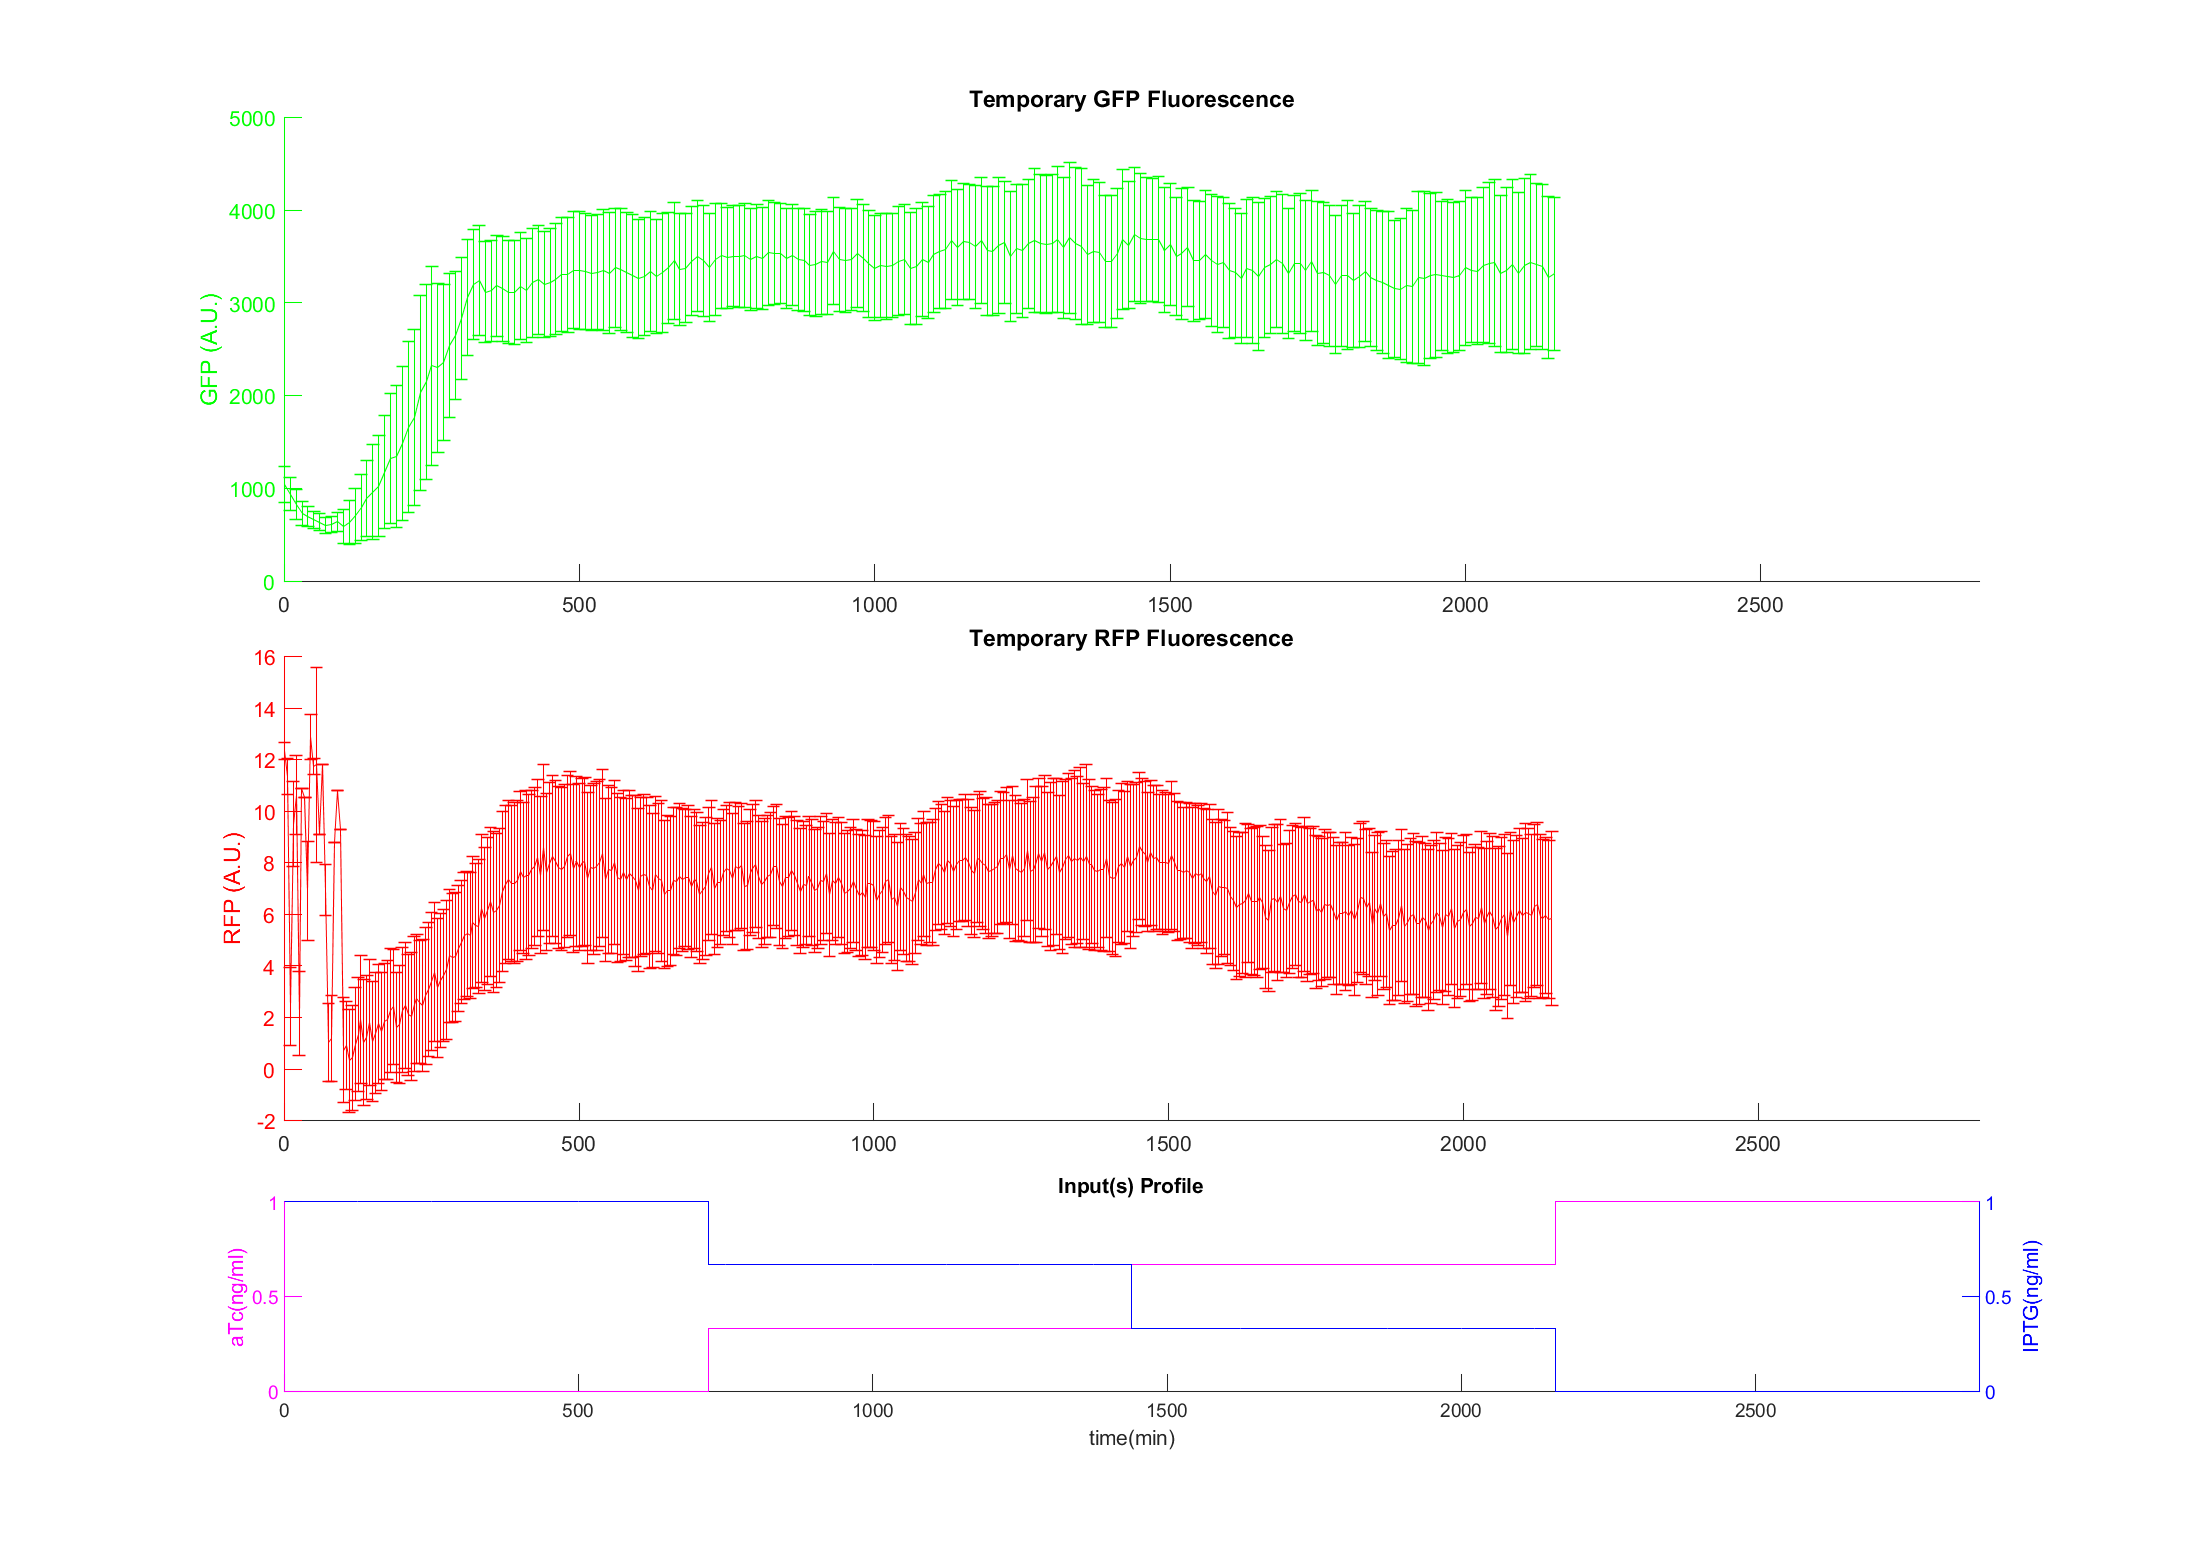 Temporary GFP Fluorescence
5000
4000
3000
2000
1000
0
GFP (A.U.)
0 500 1000 1500 2000 2500
Temporary RFP Fluorescence
16
14
12
10
8
6
4
2
0
-2
RFP (A.U.)
0 500 1000 1500 2000 2500
Input(s) Profile
1
0.5
0
aTc(ng/ml)
1
0.5
0
IPTG(ng/ml)
0 500 1000 1500 2000 2500
time(min)